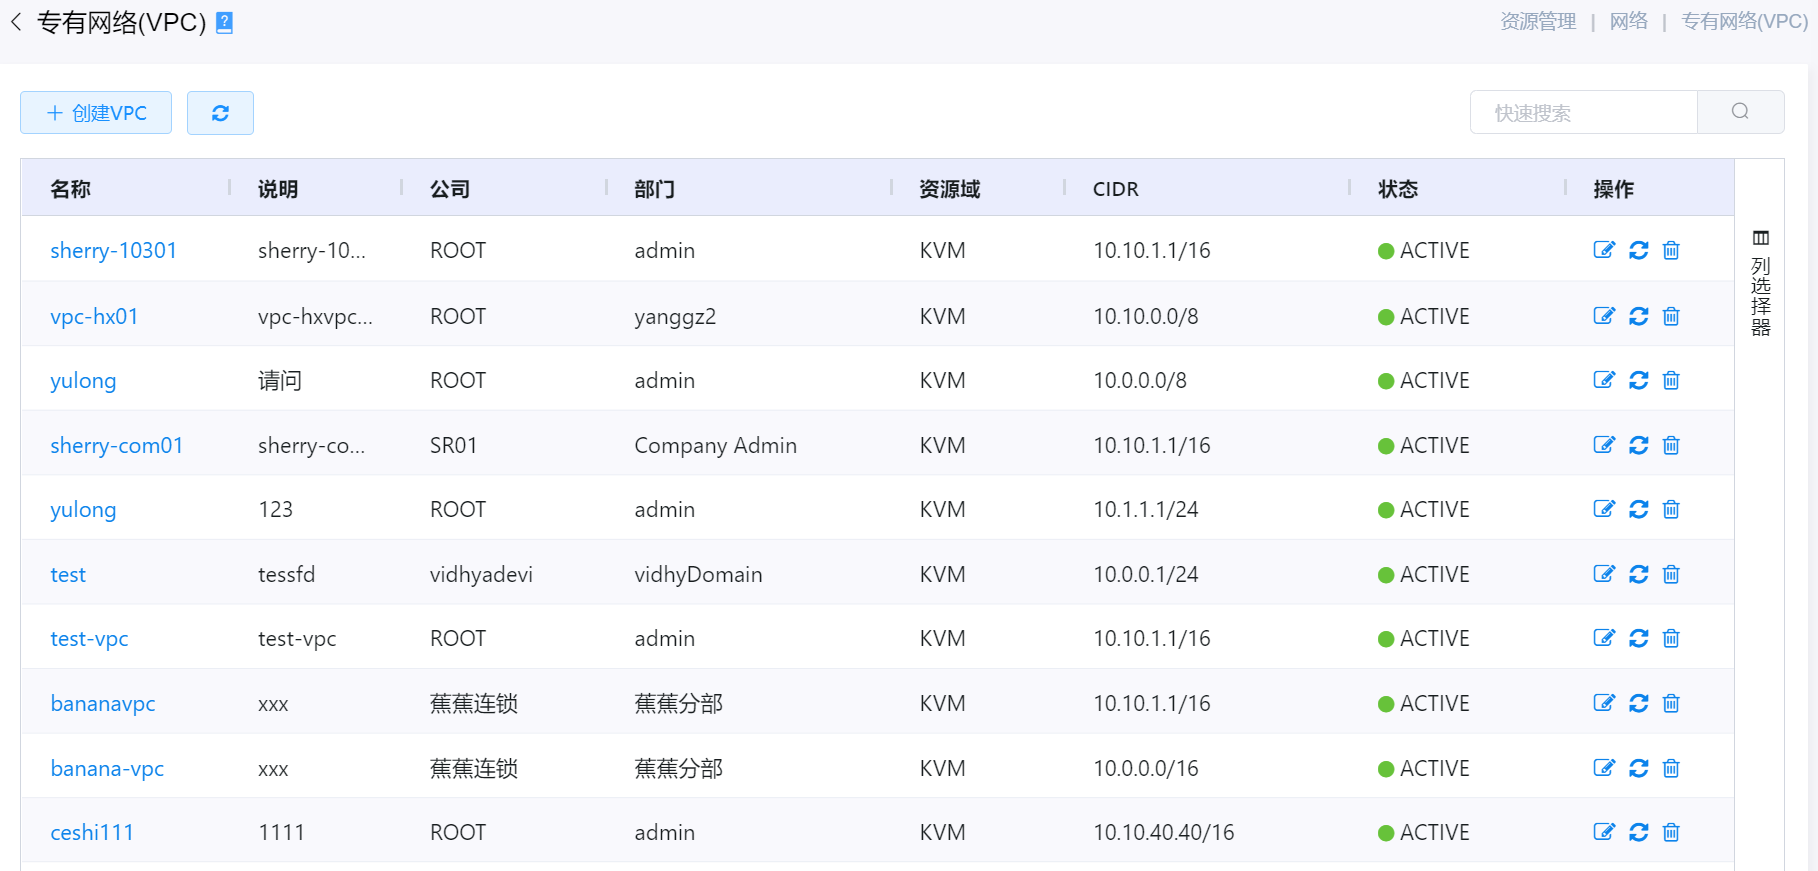 专有网络(VPC)
资源管理 | 网络 | 专有网络(VPC)
创建VPC
快速搜索
名称 说明 公司 部门 资源域 CIDR 状态 操作
sherry-10301 sherry-10... ROOT admin KVM 10.10.1.1/16 ACTIVE
vpc-hx01 vpc-hxvpc... ROOT yanggz2 KVM 10.10.0.0/8 ACTIVE
yulong 请问 ROOT admin KVM 10.0.0.0/8 ACTIVE
sherry-com01 sherry-co... SR01 Company Admin KVM 10.10.1.1/16 ACTIVE
yulong 123 ROOT admin KVM 10.1.1.1/24 ACTIVE
test tessfd vidhyadevi vidhyDomain KVM 10.0.0.1/24 ACTIVE
test-vpc test-vpc ROOT admin KVM 10.10.1.1/16 ACTIVE
bananavpc xxx 蕉蕉连锁 蕉蕉分部 KVM 10.10.1.1/16 ACTIVE
banana-vpc xxx 蕉蕉连锁 蕉蕉分部 KVM 10.0.0.0/16 ACTIVE
ceshi111 1111 ROOT admin KVM 10.10.40.40/16 ACTIVE
列选择器